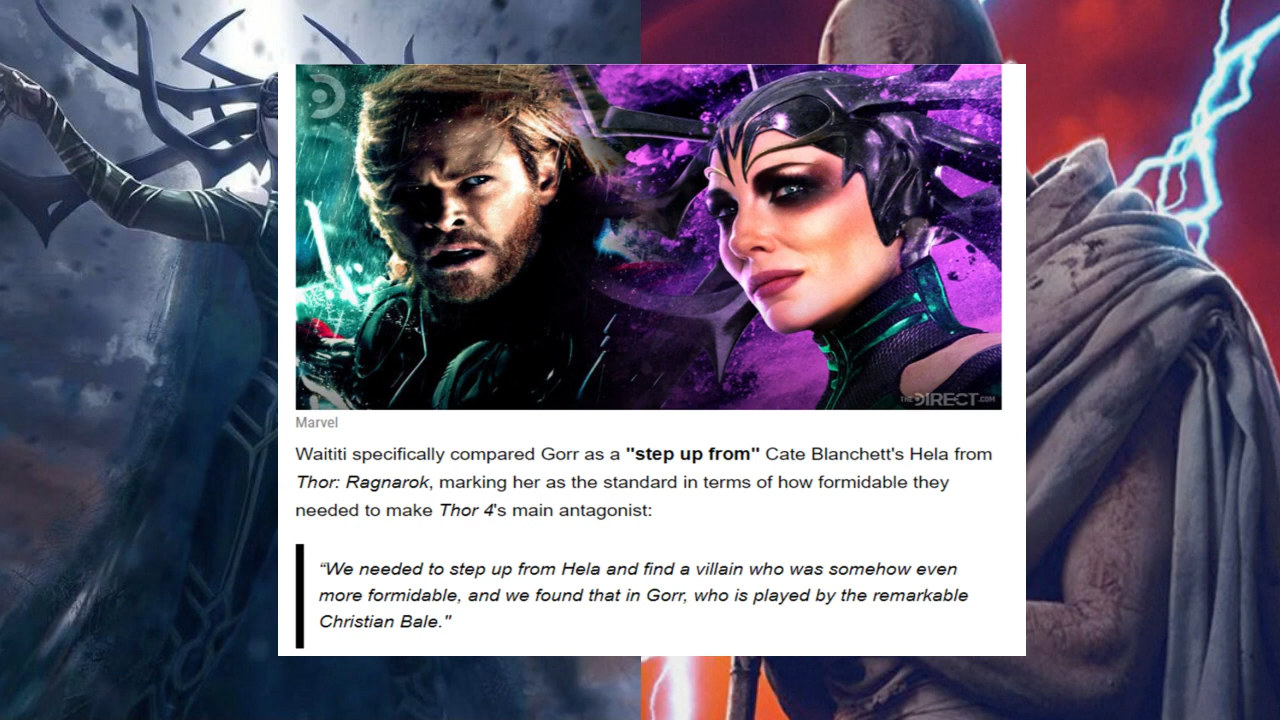 THE DIRECT.COM
Marvel
Waititi specifically compared Gorr as a "step up from" Cate Blanchett's Hela from
Thor: Ragnarok, marking her as the standard in terms of how formidable they
needed to make Thor 4's main antagonist:
“We needed to step up from Hela and find a villain who was somehow even
more formidable, and we found that in Gorr, who is played by the remarkable
Christian Bale."